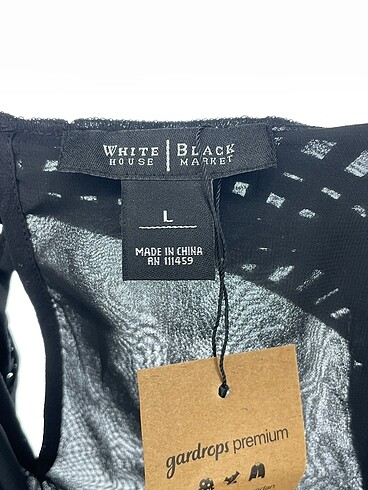 WHITE | BLACK
HOUSE | MARKET
L
MADE IN CHINA
RN 111459
gardrops premium